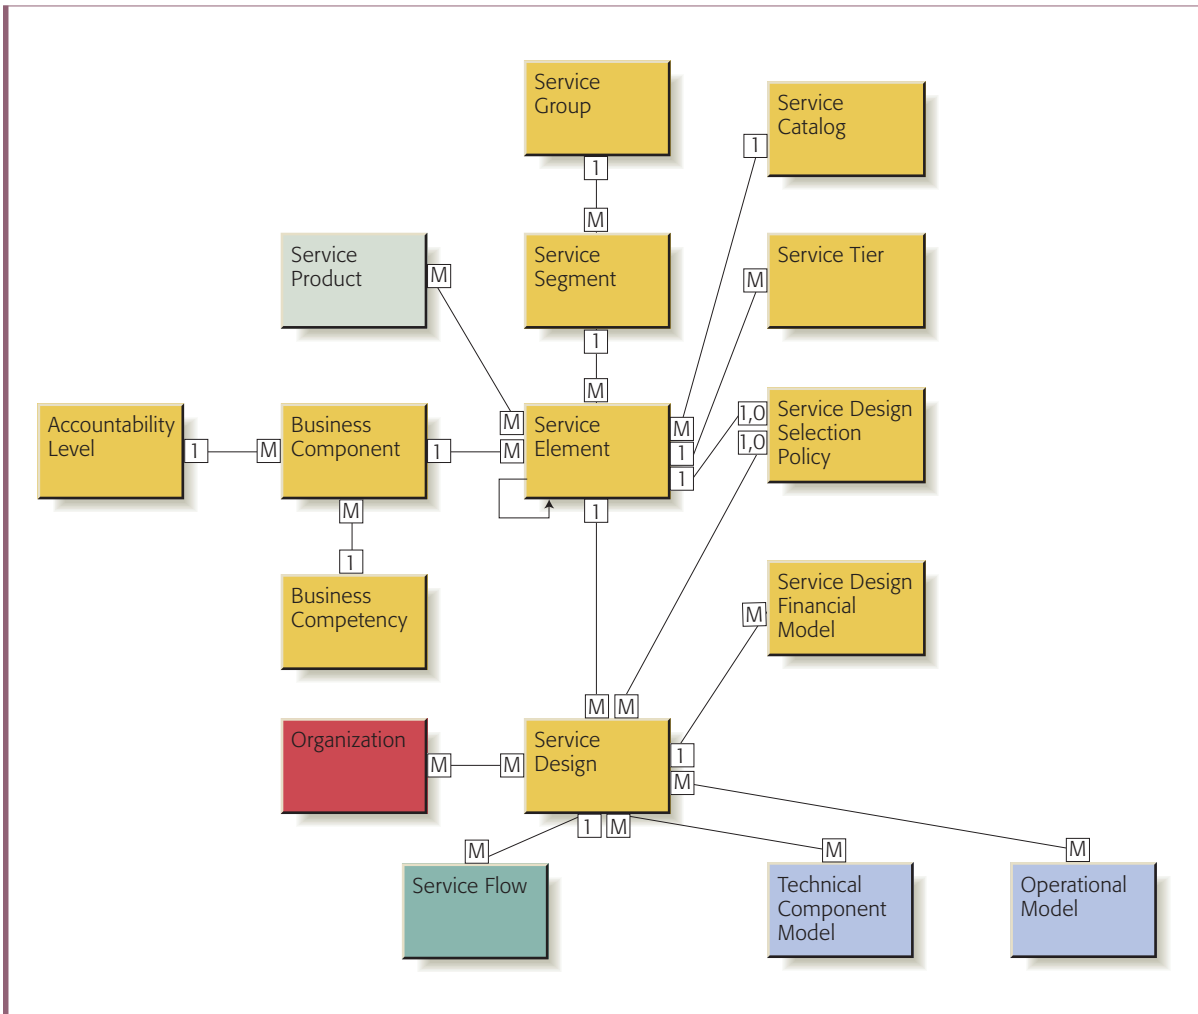 Service
Group
1
Service
Catalog
1
M
Service
Product
M
Service
Segment
1
Service Tier
M
Accountability
Level
1
M
Business
Component
1
M
M
M
M
Service
Element
M
1
1
1
1,0
1,0
Service Design
Selection
Policy
1
Business
Competency
Service Design
Financial
Model
M
M
M
Organization
M
M
Service
Design
1
M
1
M
M
Service Flow
M
Technical
Component
Model
M
Operational
Model